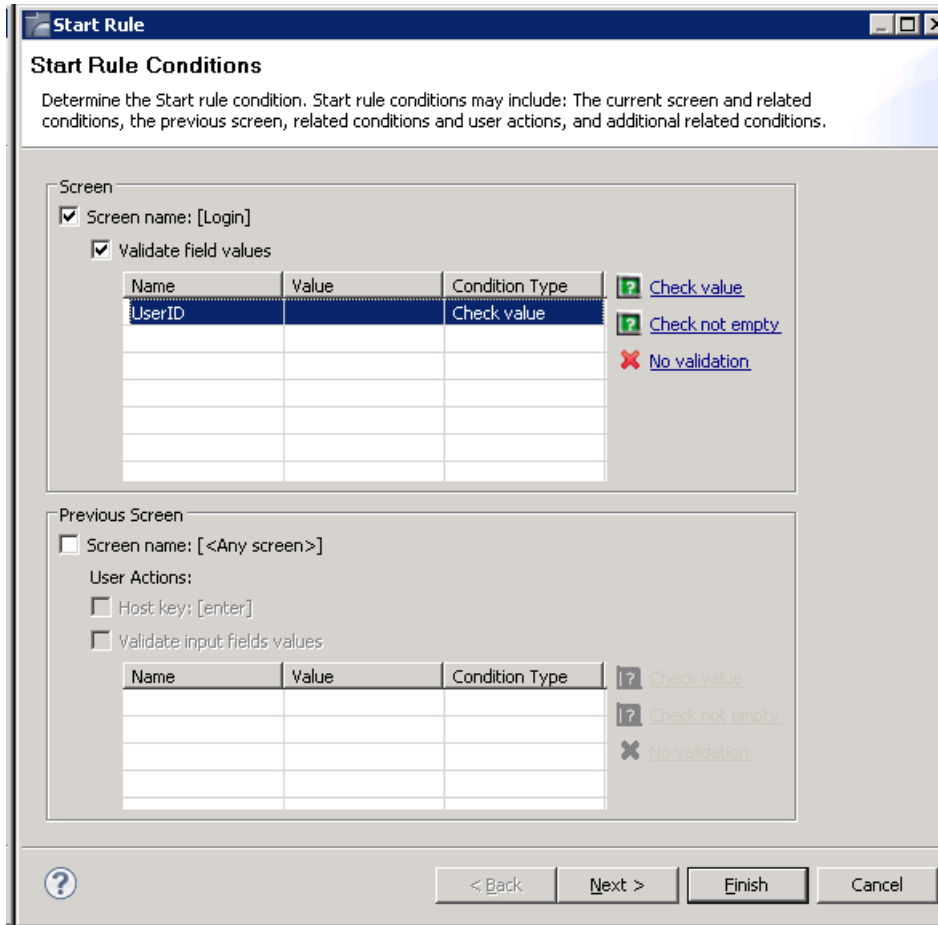 Start Rule
Start Rule Conditions
Determine the Start rule condition. Start rule conditions may include: The current screen and related
conditions, the previous screen, related conditions and user actions, and additional related conditions.
Screen
Screen name: [Login]
Validate field values
Name Value Condition Type
UserID Check value
Check value
Check not empty
No validation
Previous Screen
Screen name: [<Any screen>]
User Actions:
Host key: [enter]
Validate input fields values
Name Value Condition Type
Check value
Check not empty
No validation
< Back Next > Finish Cancel